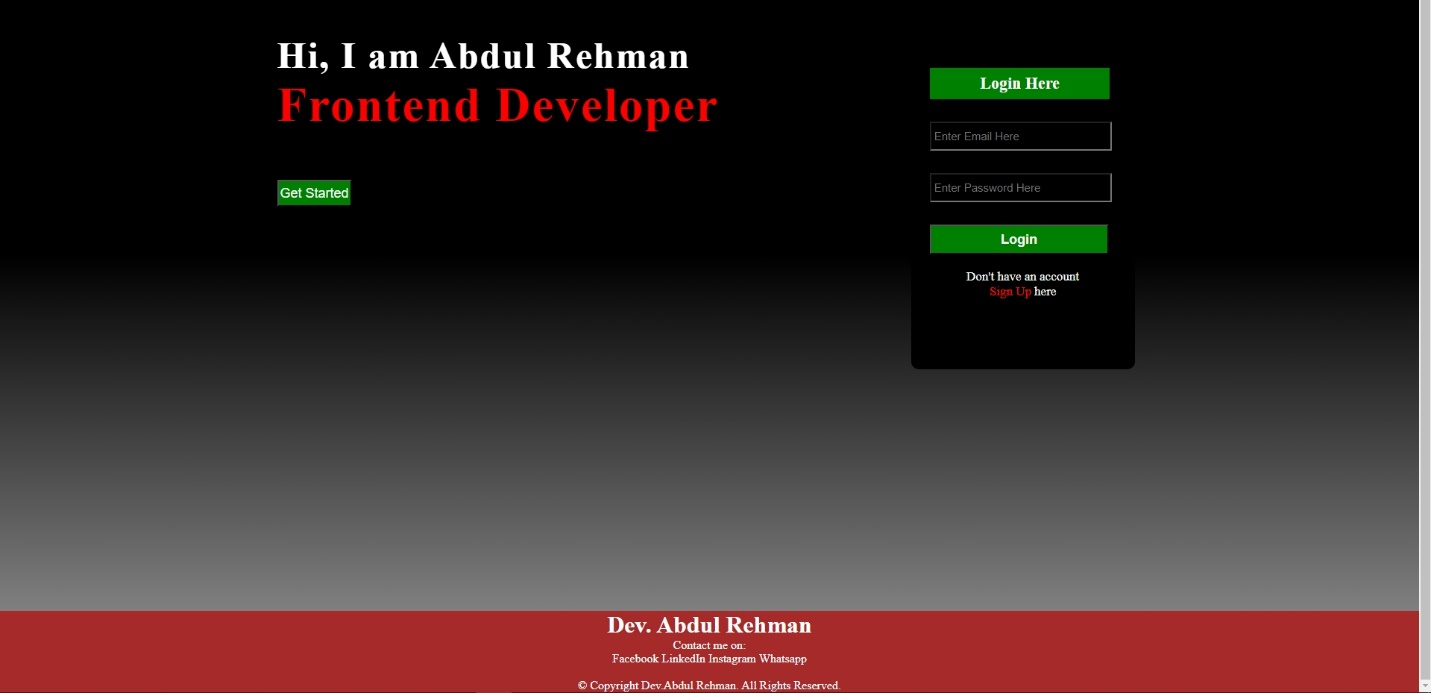 Hi, I am Abdul Rehman
Frontend Developer
Get Started
Login Here
Enter Email Here
Enter Password Here
Login
Don't have an account
Sign Up here
Dev. Abdul Rehman
Contact me on:
Facebook LinkedIn Instagram Whatsapp
© Copyright Dev.Abdul Rehman. All Rights Reserved.